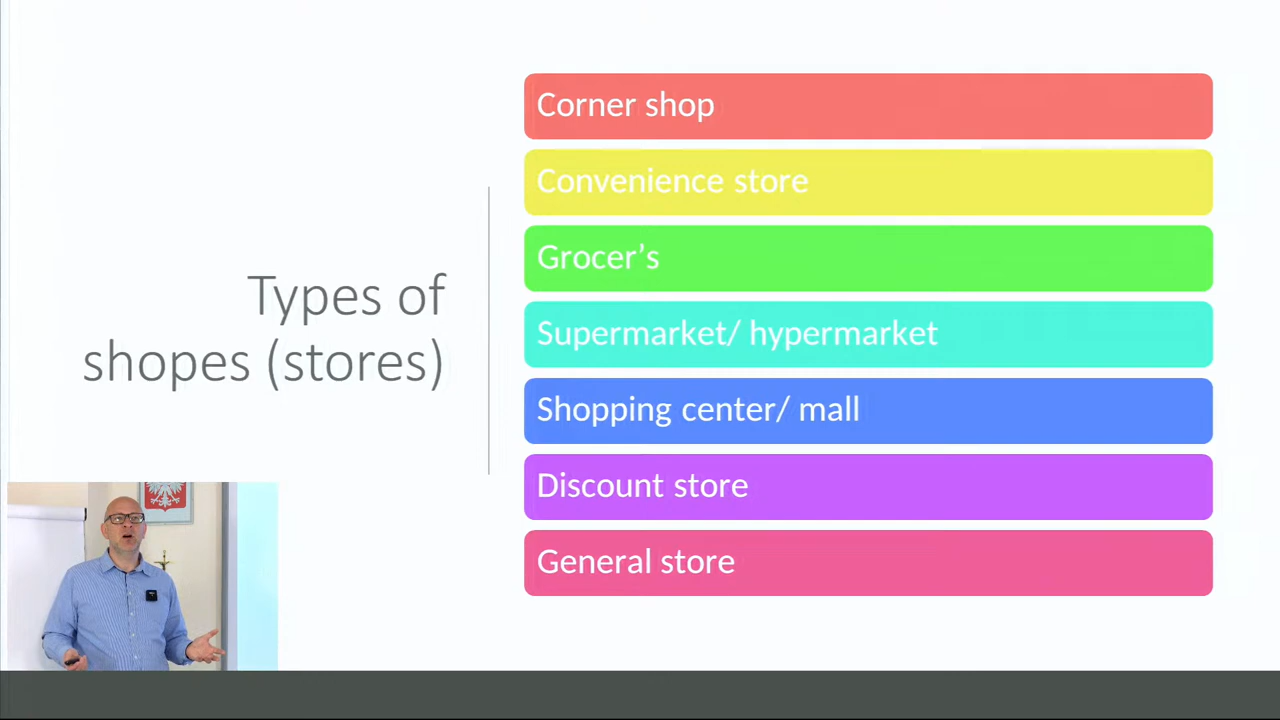 Types of
shopes (stores)
Corner shop
Convenience store
Grocer’s
Supermarket/ hypermarket
Shopping center/ mall
Discount store
General store